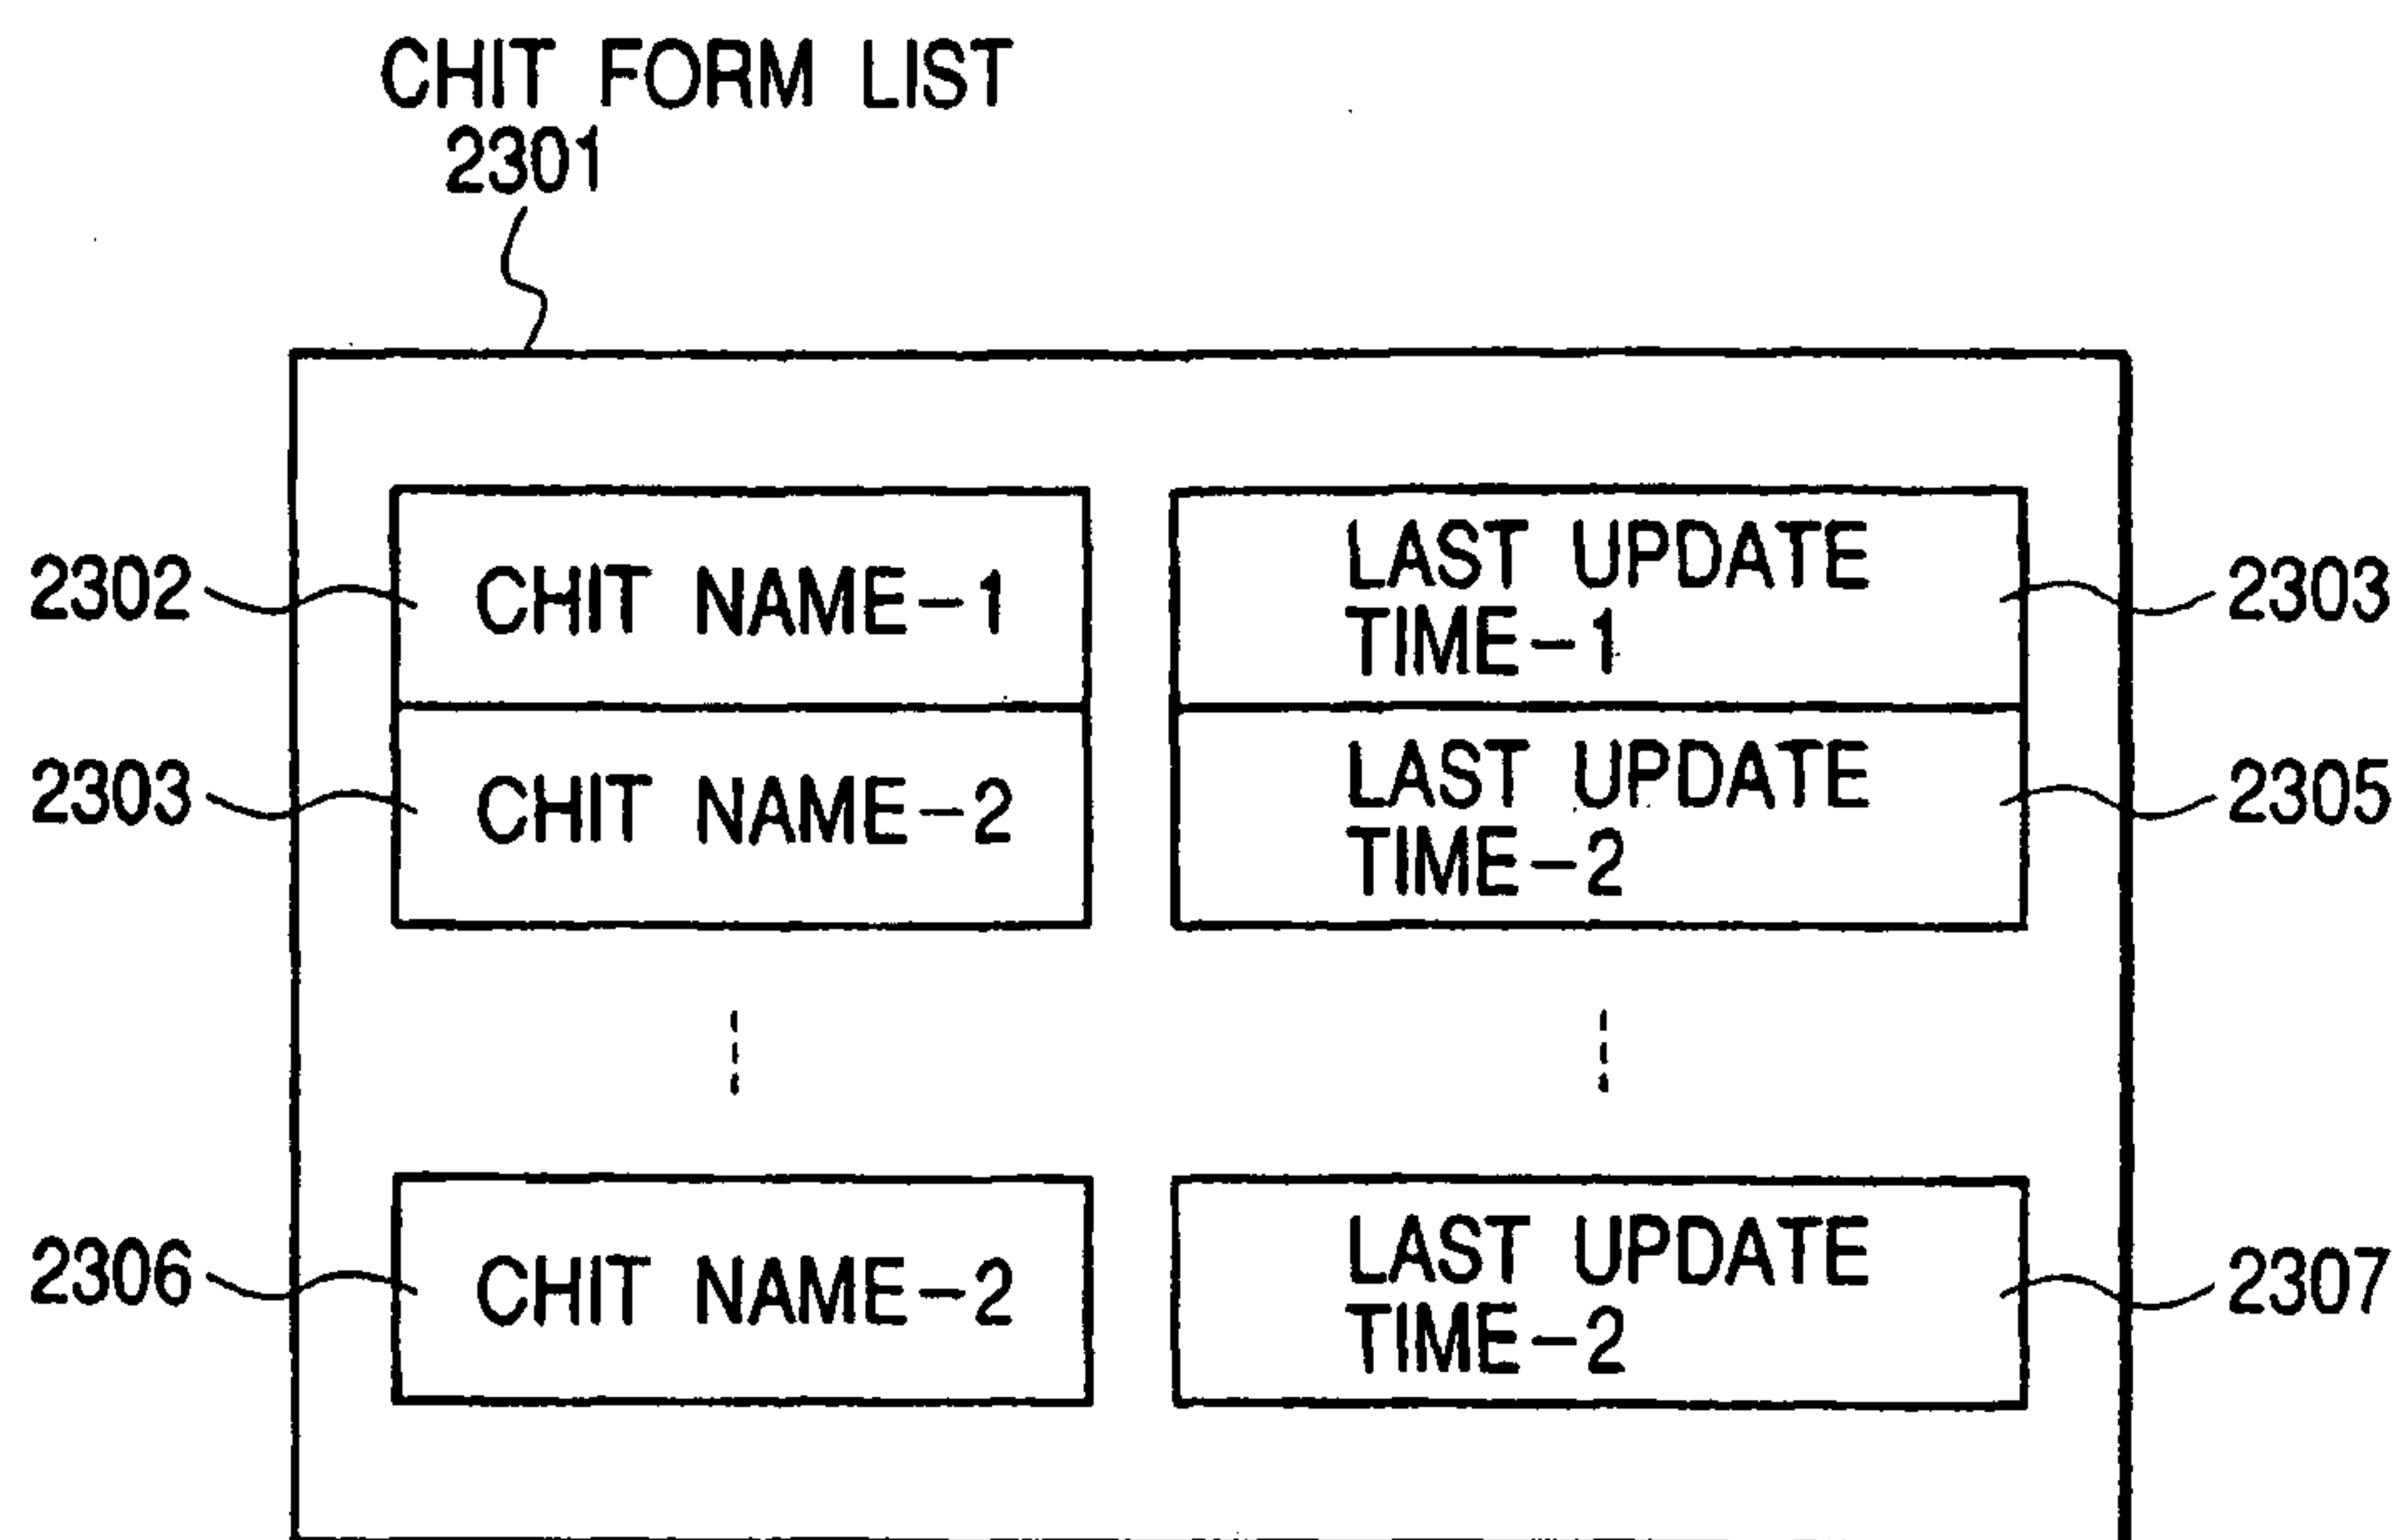 CHIT FORM LIST
2301
2302
CHIT NAME-1
LAST UPDATE
TIME-1
2303
2303
CHIT NAME-2
LAST UPDATE
TIME-2
2305
2306
CHIT NAME-2
LAST UPDATE
TIME-2
2307